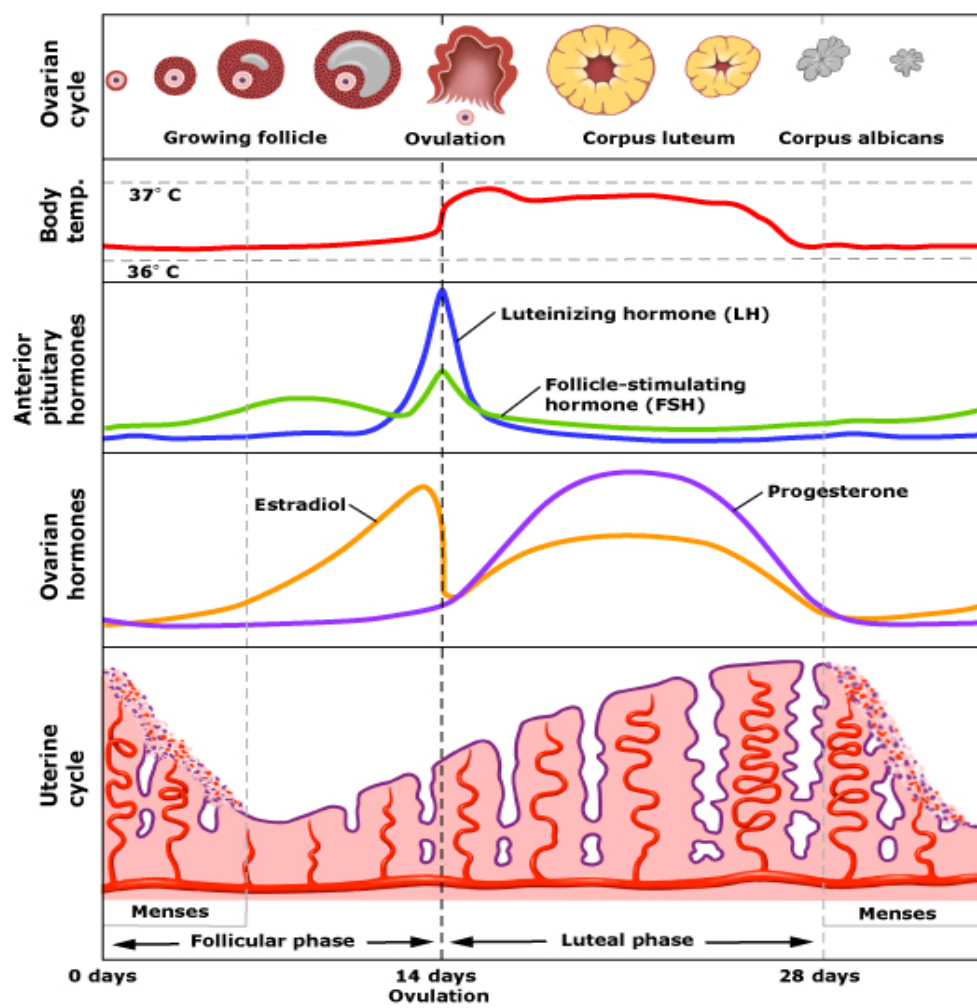 Ovarian
cycle
Growing follicle
Ovulation
Corpus luteum
Corpus albicans
Body
temp.
37° C
36° C
Anterior
pituitary
hormones
Luteinizing hormone (LH)
Follicle-stimulating
hormone (FSH)
Ovarian
hormones
Estradiol
Progesterone
Uterine
cycle
Menses
Menses
Follicular phase
Luteal phase
0 days
14 days
Ovulation
28 days